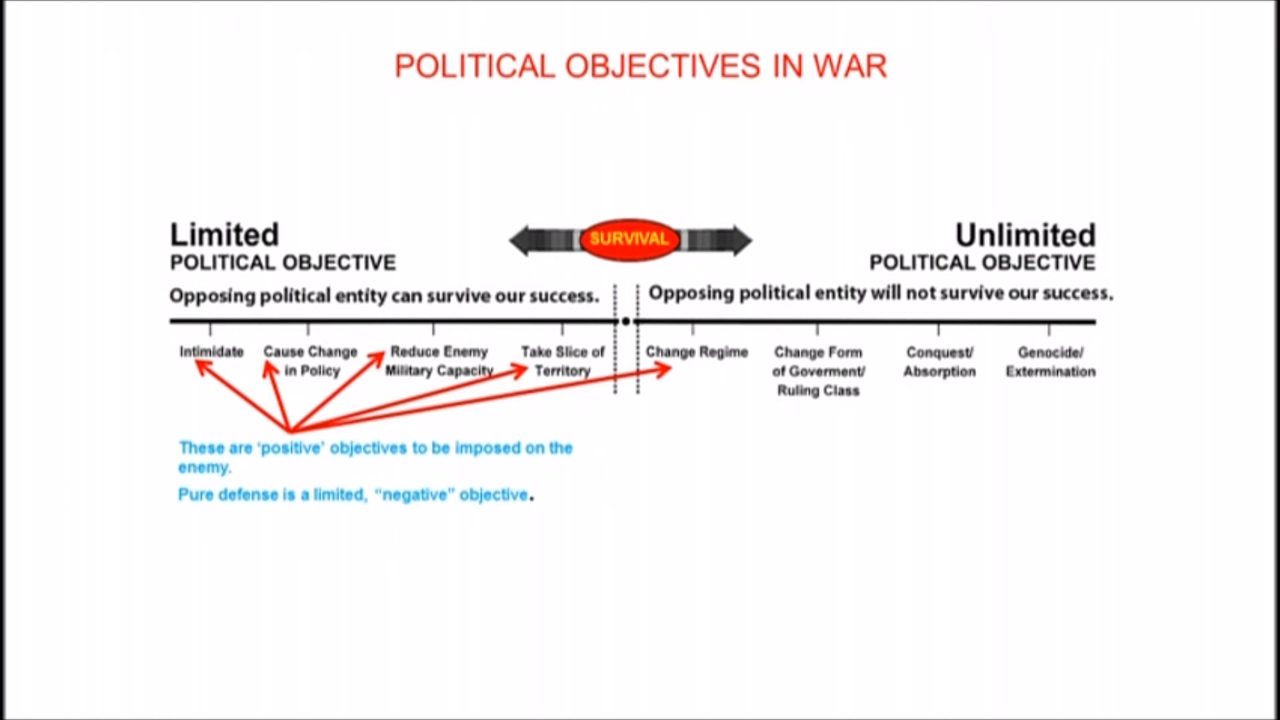 POLITICAL OBJECTIVES IN WAR
Limited
POLITICAL OBJECTIVE
SURVIVAL
Unlimited
POLITICAL OBJECTIVE
Opposing political entity can survive our success.
Opposing political entity will not survive our success.
Intimidate
Cause Change
in Policy
Reduce Enemy
Military Capacity
Take Slice of
Territory
Change Regime
Change Form
of Goverment/
Ruling Class
Conquest/
Absorption
Genocide/
Extermination
These are ‘positive’ objectives to be imposed on the
enemy.
Pure defense is a limited, “negative” objective.